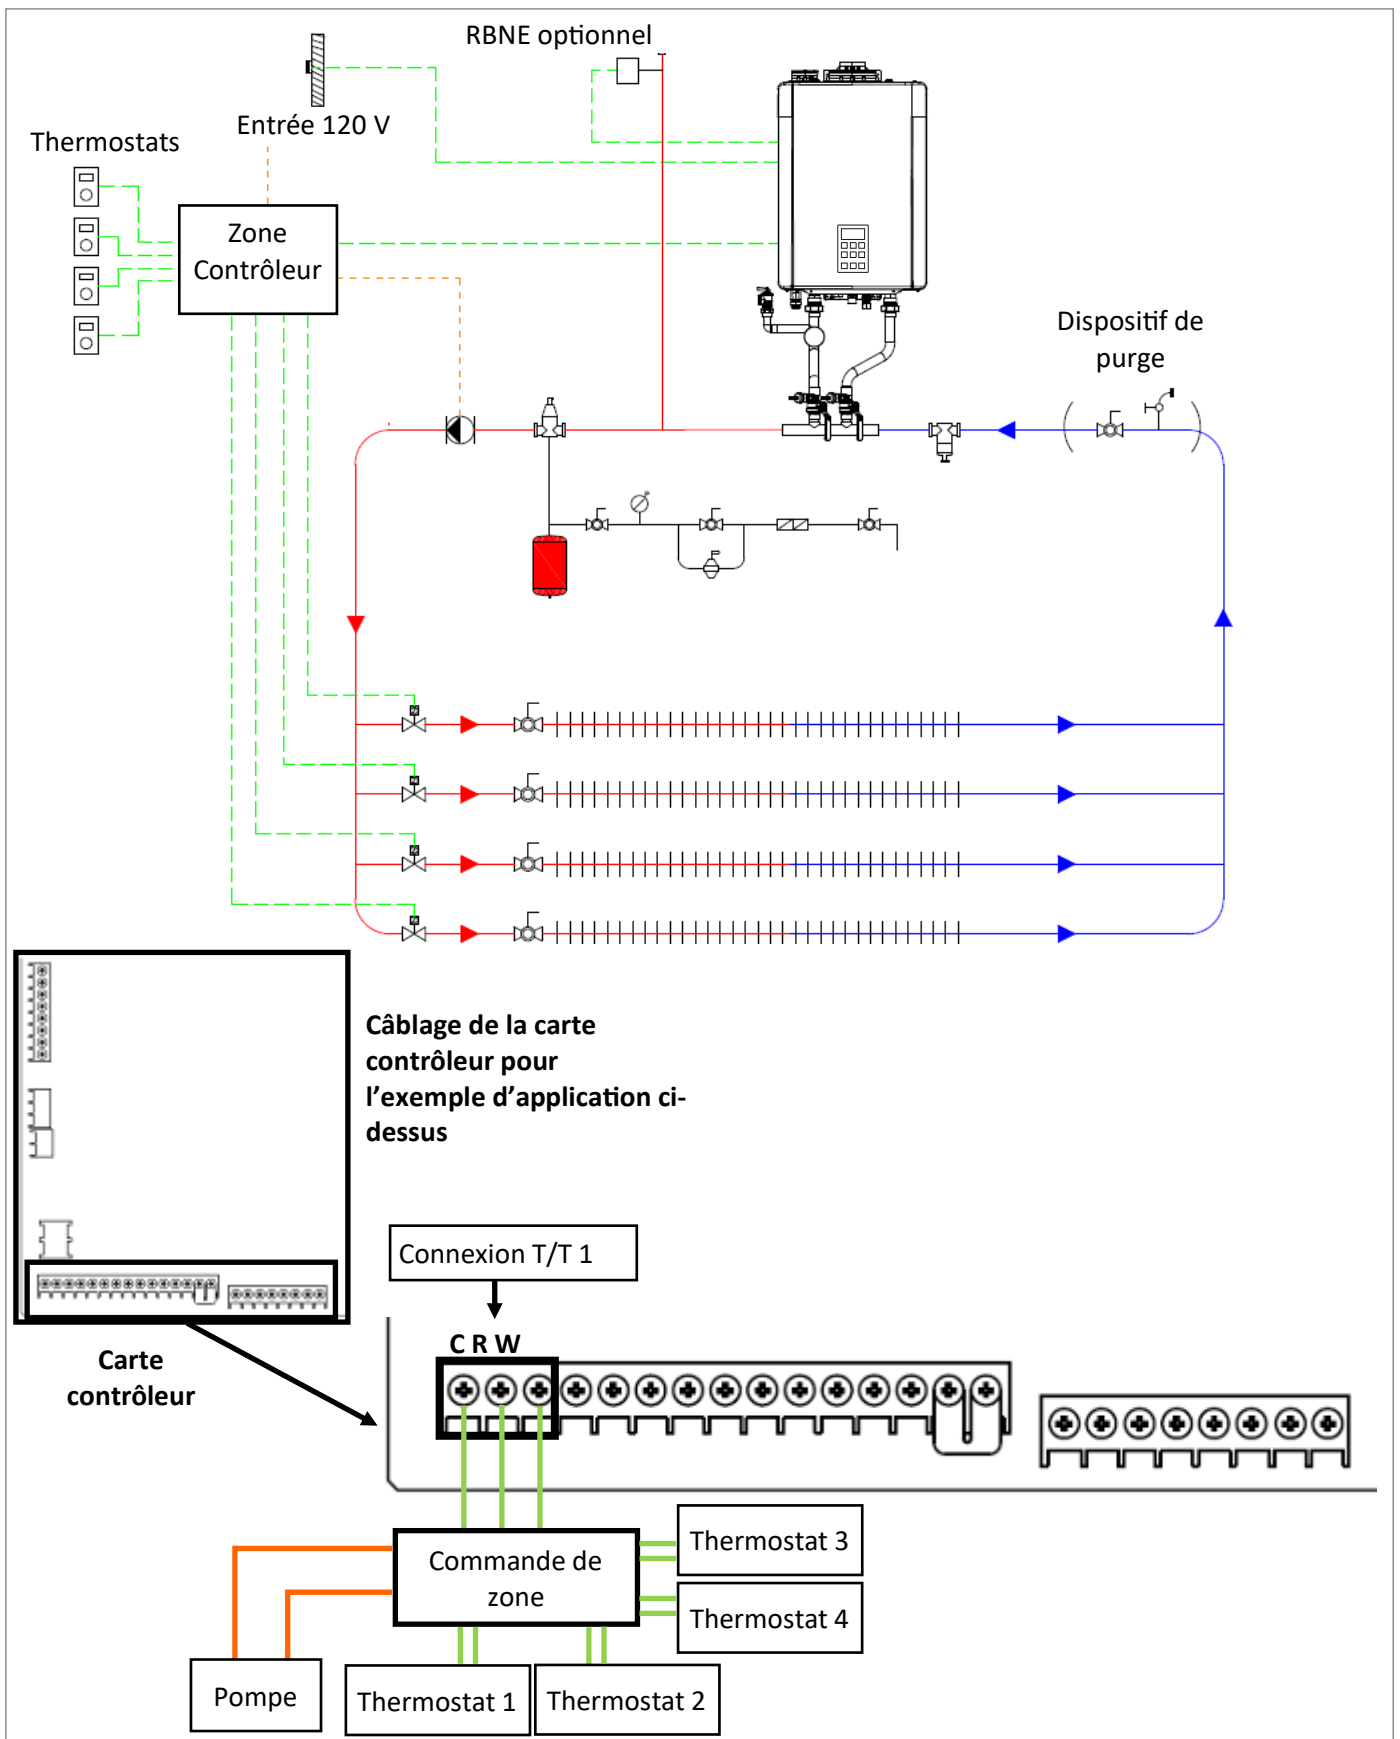 RBNE optionnel
Entrée 120 V
Thermostats
Zone
Contrôleur
Dispositif de
purge
Câblage de la carte
contrôleur pour
l’exemple d’application ci-
dessus
Connexion T/T 1
C R W
Carte
contrôleur
Commande de
zone
Thermostat 3
Thermostat 4
Pompe
Thermostat 1
Thermostat 2